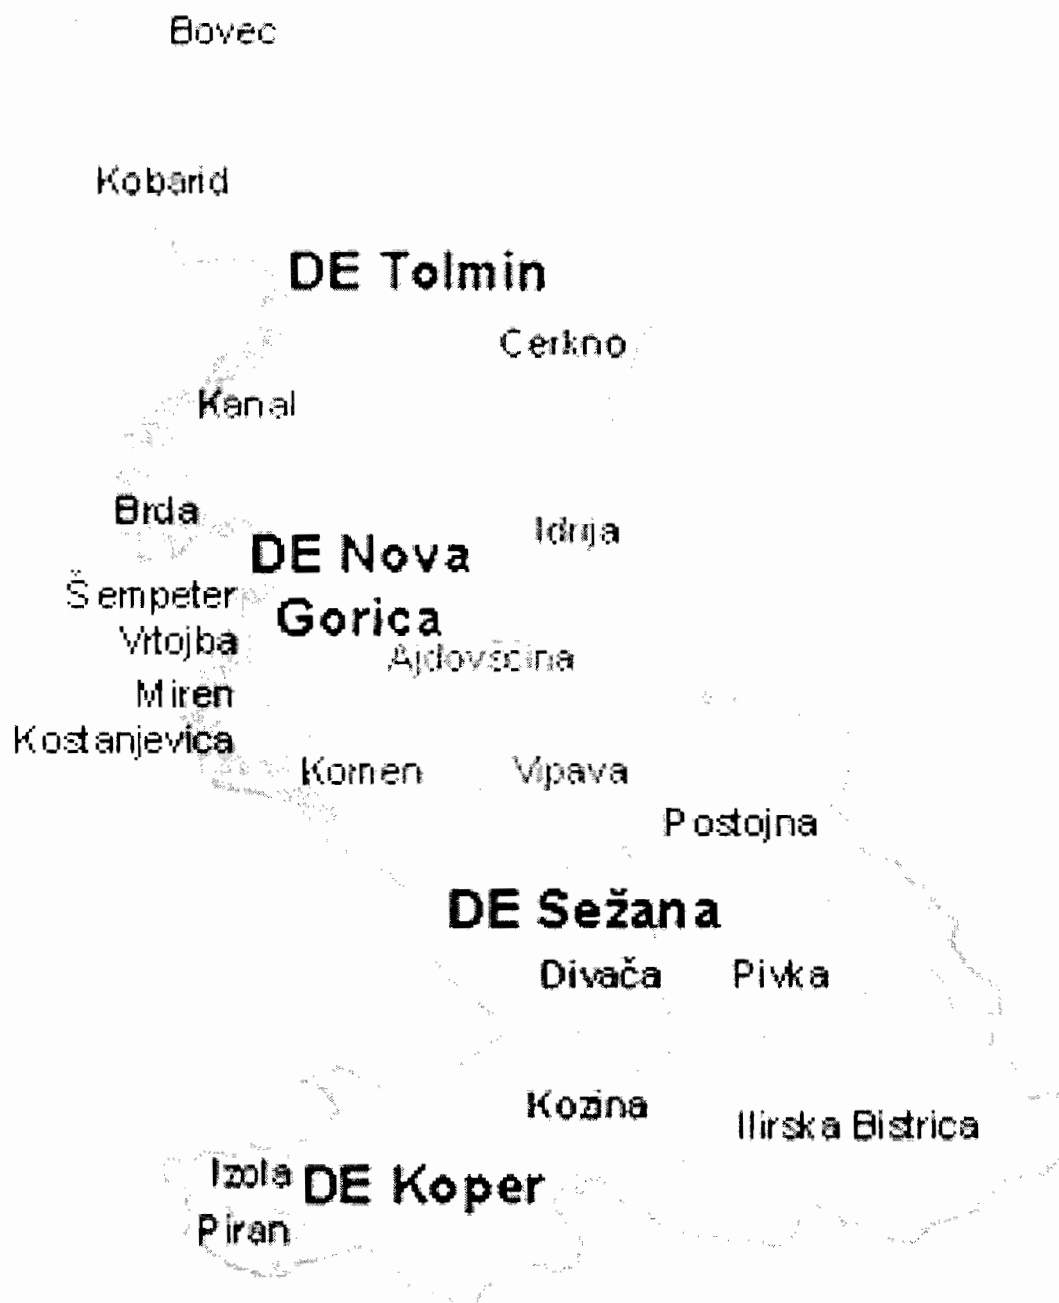 Bovec
Kobarid
DE Tolmin
Cerkno
Kanal
Brda
Idrija
DE Nova
Gorica
Šempeter
Vrtojba
Ajdovščina
Miren
Kostanjevica
Komen
Vipava
Postojna
DE Sežana
Divača
Pivka
Kozina
Ilirska Bistrica
Izola
DE Koper
Piran